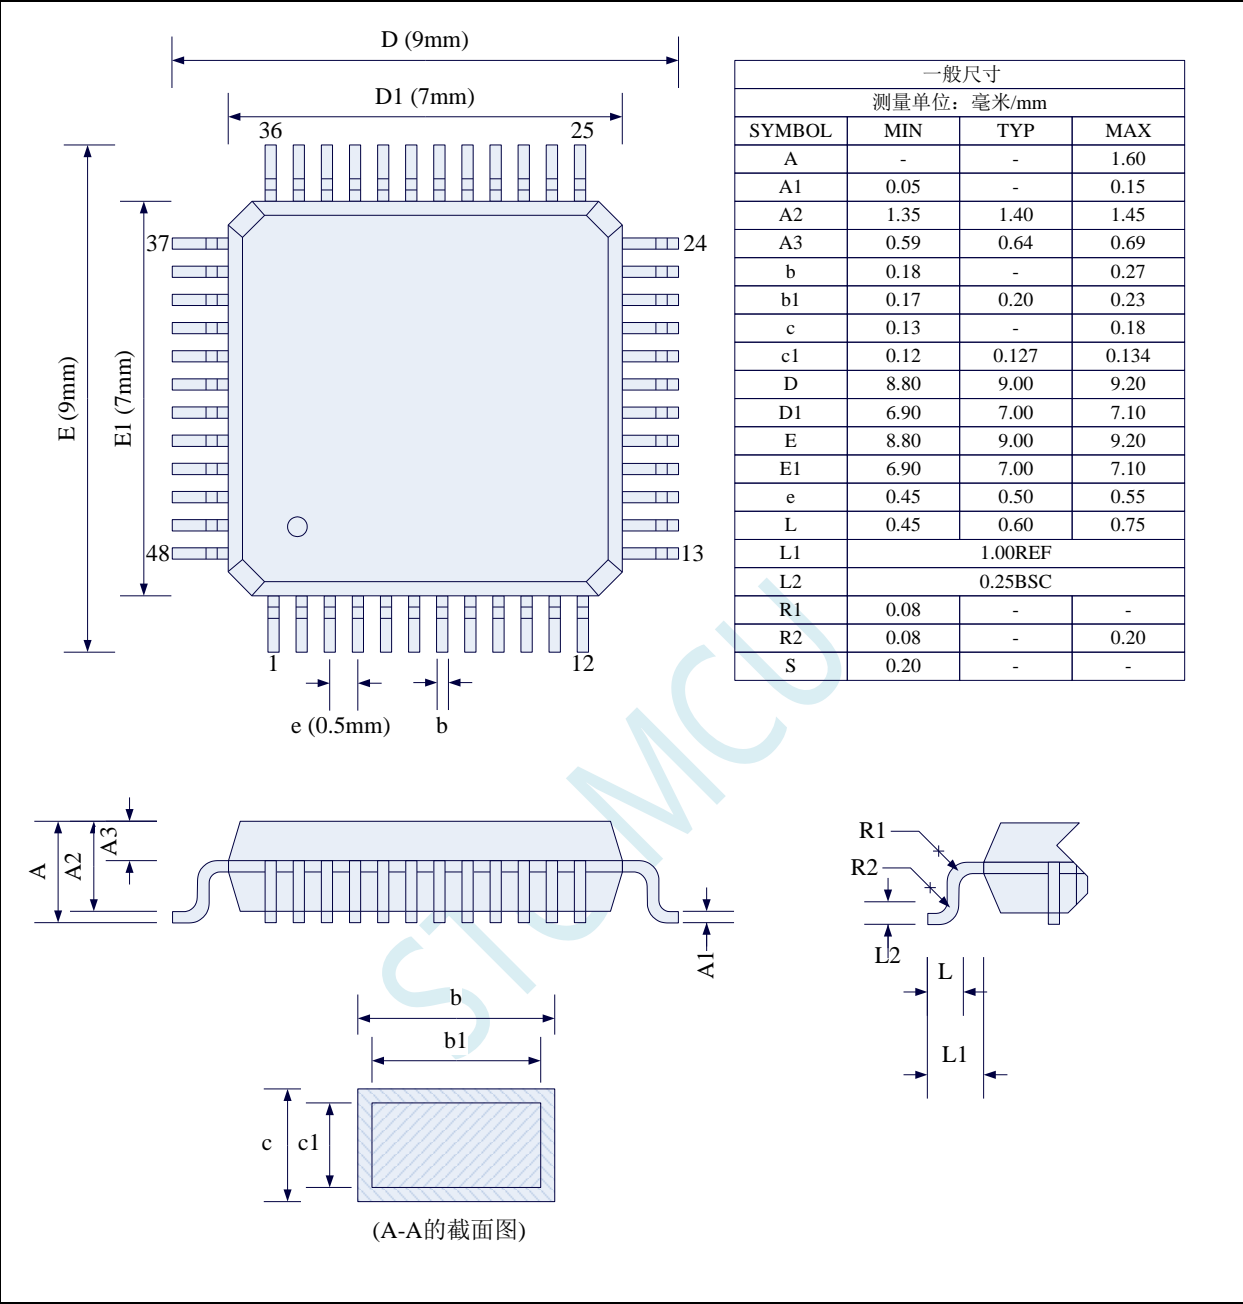 D (9mm)
D1 (7mm)
36 25
37 24
E (9mm)
E1 (7mm)
48 13
1 12
e (0.5mm) b
一般尺寸
测量单位：毫米/mm
SYMBOL MIN TYP MAX
A - - 1.60
A1 0.05 - 0.15
A2 1.35 1.40 1.45
A3 0.59 0.64 0.69
b 0.18 - 0.27
b1 0.17 0.20 0.23
c 0.13 - 0.18
c1 0.12 0.127 0.134
D 8.80 9.00 9.20
D1 6.90 7.00 7.10
E 8.80 9.00 9.20
E1 6.90 7.00 7.10
e 0.45 0.50 0.55
L 0.45 0.60 0.75
L1 1.00REF
L2 0.25BSC
R1 0.08 - -
R2 0.08 - 0.20
S 0.20 - -
STCMCU
A
A2
A3
A1
R1
R2
L2
L
L1
b
b1
c c1
(A-A的截面图)